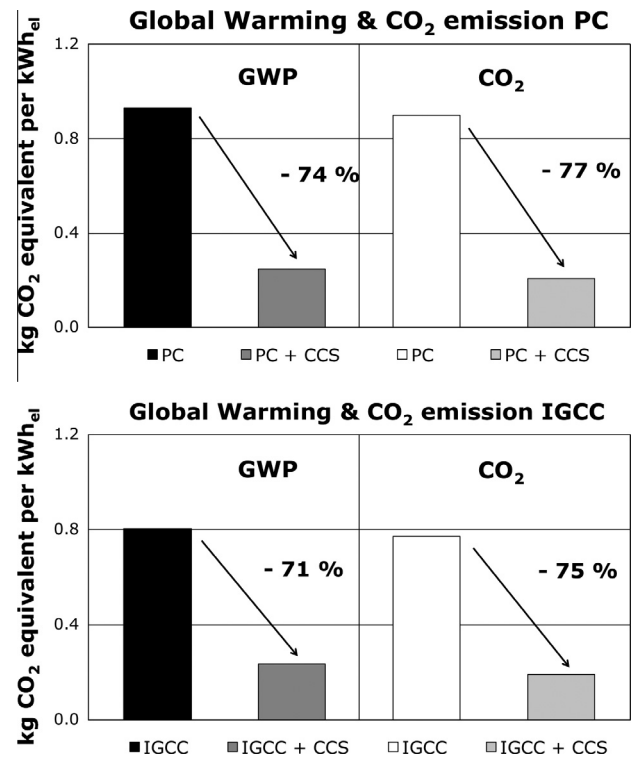 Global Warming & CO₂ emission PC
kg CO₂ equivalent per kWhₑₗ
1.2
0.8
0.4
0.0
GWP
CO₂
- 74 %
- 77 %
PC
PC + CCS
PC
PC + CCS
Global Warming & CO₂ emission IGCC
kg CO₂ equivalent per kWhₑₗ
1.2
0.8
0.4
0.0
GWP
CO₂
- 71 %
- 75 %
IGCC
IGCC + CCS
IGCC
IGCC + CCS